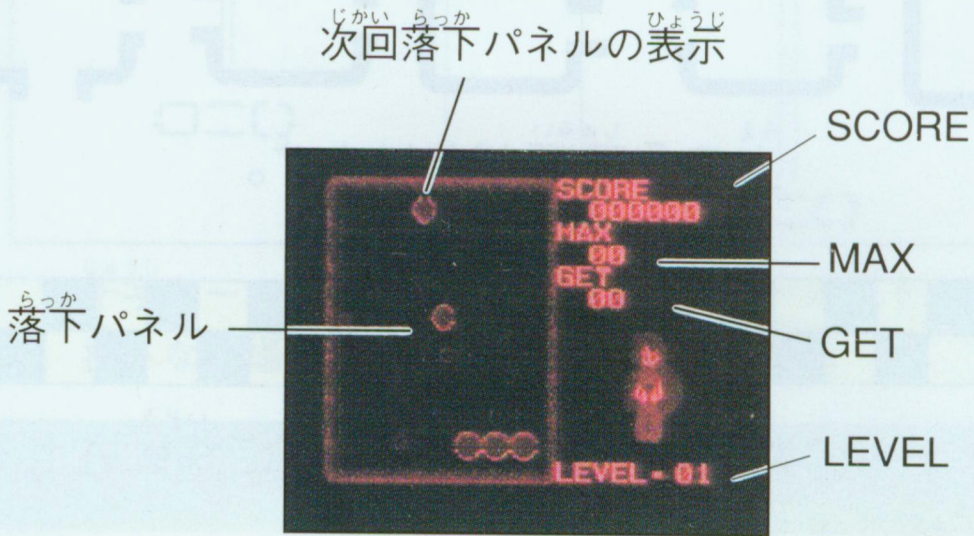 じかい らっか ひょうじ
次回落下パネルの表示
SCORE
SCORE
000000
MAX
00
MAX
GET
00
らっか
落下パネル
GET
LEVEL
LEVEL-01